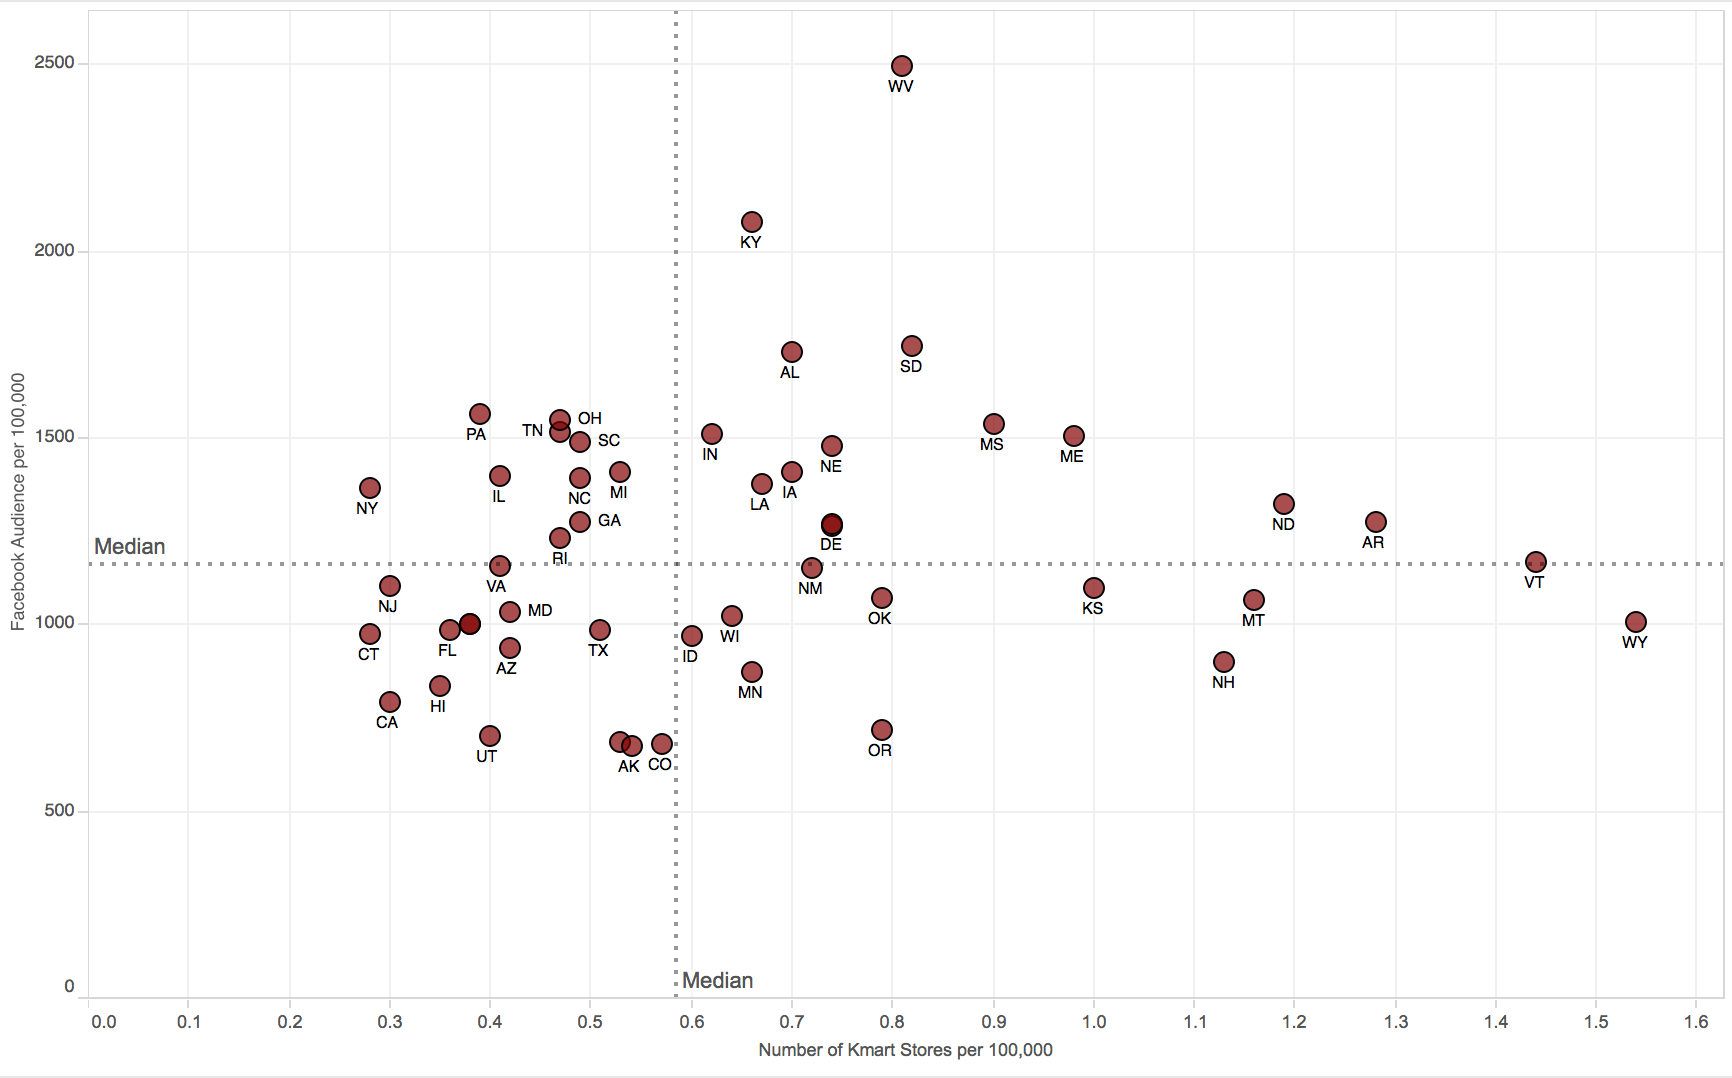 2500
WV
KY
2000
AL
SD
PA
TN
OH
SC
1500
IN
NE
MS
ME
NY
IL
NC
MI
LA
IA
GA
ND
AR
RI
DE
Median
VA
NM
VT
NJ
MD
OK
KS
MT
1000
CT
FL
AZ
TX
ID
WI
WY
MN
NH
CA
HI
UT
AK
CO
OR
500
0
Median
Facebook Audience per 100,000
0.0 0.1 0.2 0.3 0.4 0.5 0.6 0.7 0.8 0.9 1.0 1.1 1.2 1.3 1.4 1.5 1.6
Number of Kmart Stores per 100,000